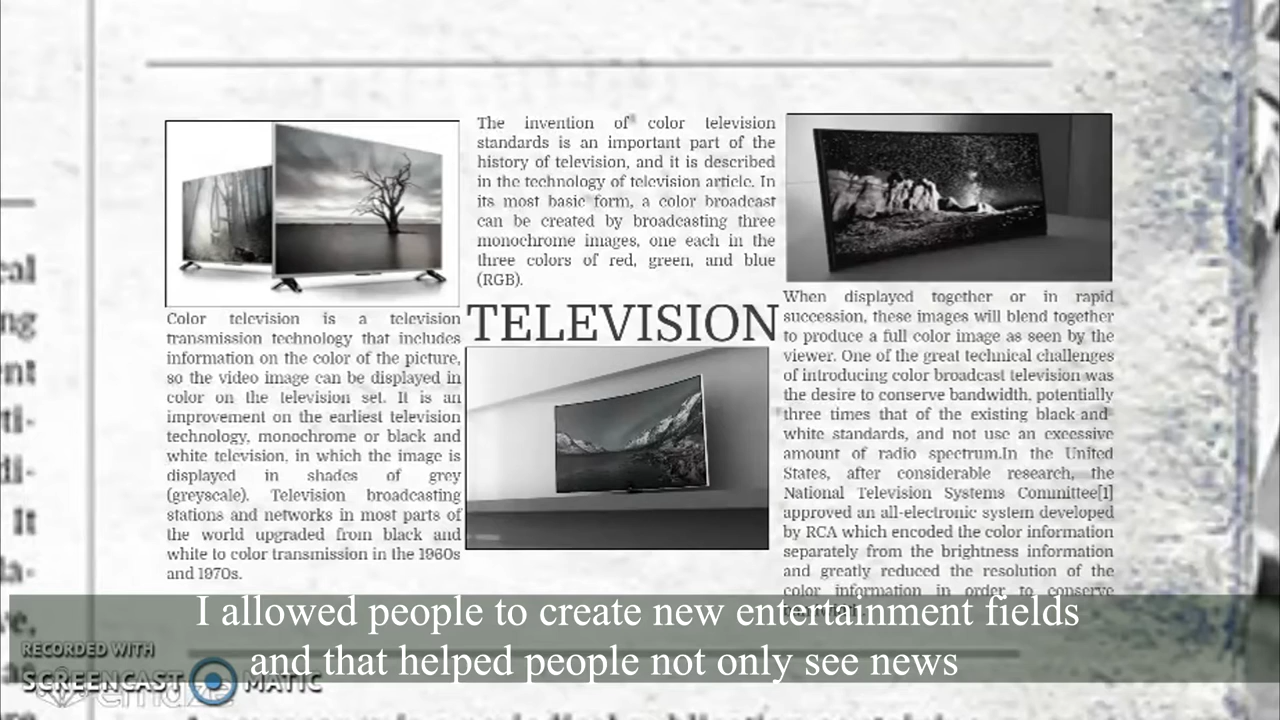 Color television is a television
transmission technology that includes
information on the color of the picture,
so the video image can be displayed in
color on the television set. It is an
improvement on the earliest television
technology, monochrome or black and
white television, in which the image is
displayed in shades of grey
(greyscale). Television broadcasting
stations and networks in most parts of
the world upgraded from black and
white to color transmission in the 1960s
and 1970s.
The invention of color television
standards is an important part of the
history of television, and it is described
in the technology of television article. In
its most basic form, a color broadcast
can be created by broadcasting three
monochrome images, one each in the
three colors of red, green, and blue
(RGB).
TELEVISION
When displayed together or in rapid
succession, these images will blend together
to produce a full color image as seen by the
viewer. One of the great technical challenges
of introducing color broadcast television was
the desire to conserve bandwidth, potentially
three times that of the existing black-and-
white standards, and not use an excessive
amount of radio spectrum.In the United
States, after considerable research, the
National Television Systems Committee[1]
approved an all-electronic system developed
by RCA which encoded the color information
separately from the brightness information
and greatly reduced the resolution of the
color information in order to conserve
I allowed people to create new entertainment fields
and that helped people not only see news
RECORDED WITH
SCREENCAST MATIC
emaze
It